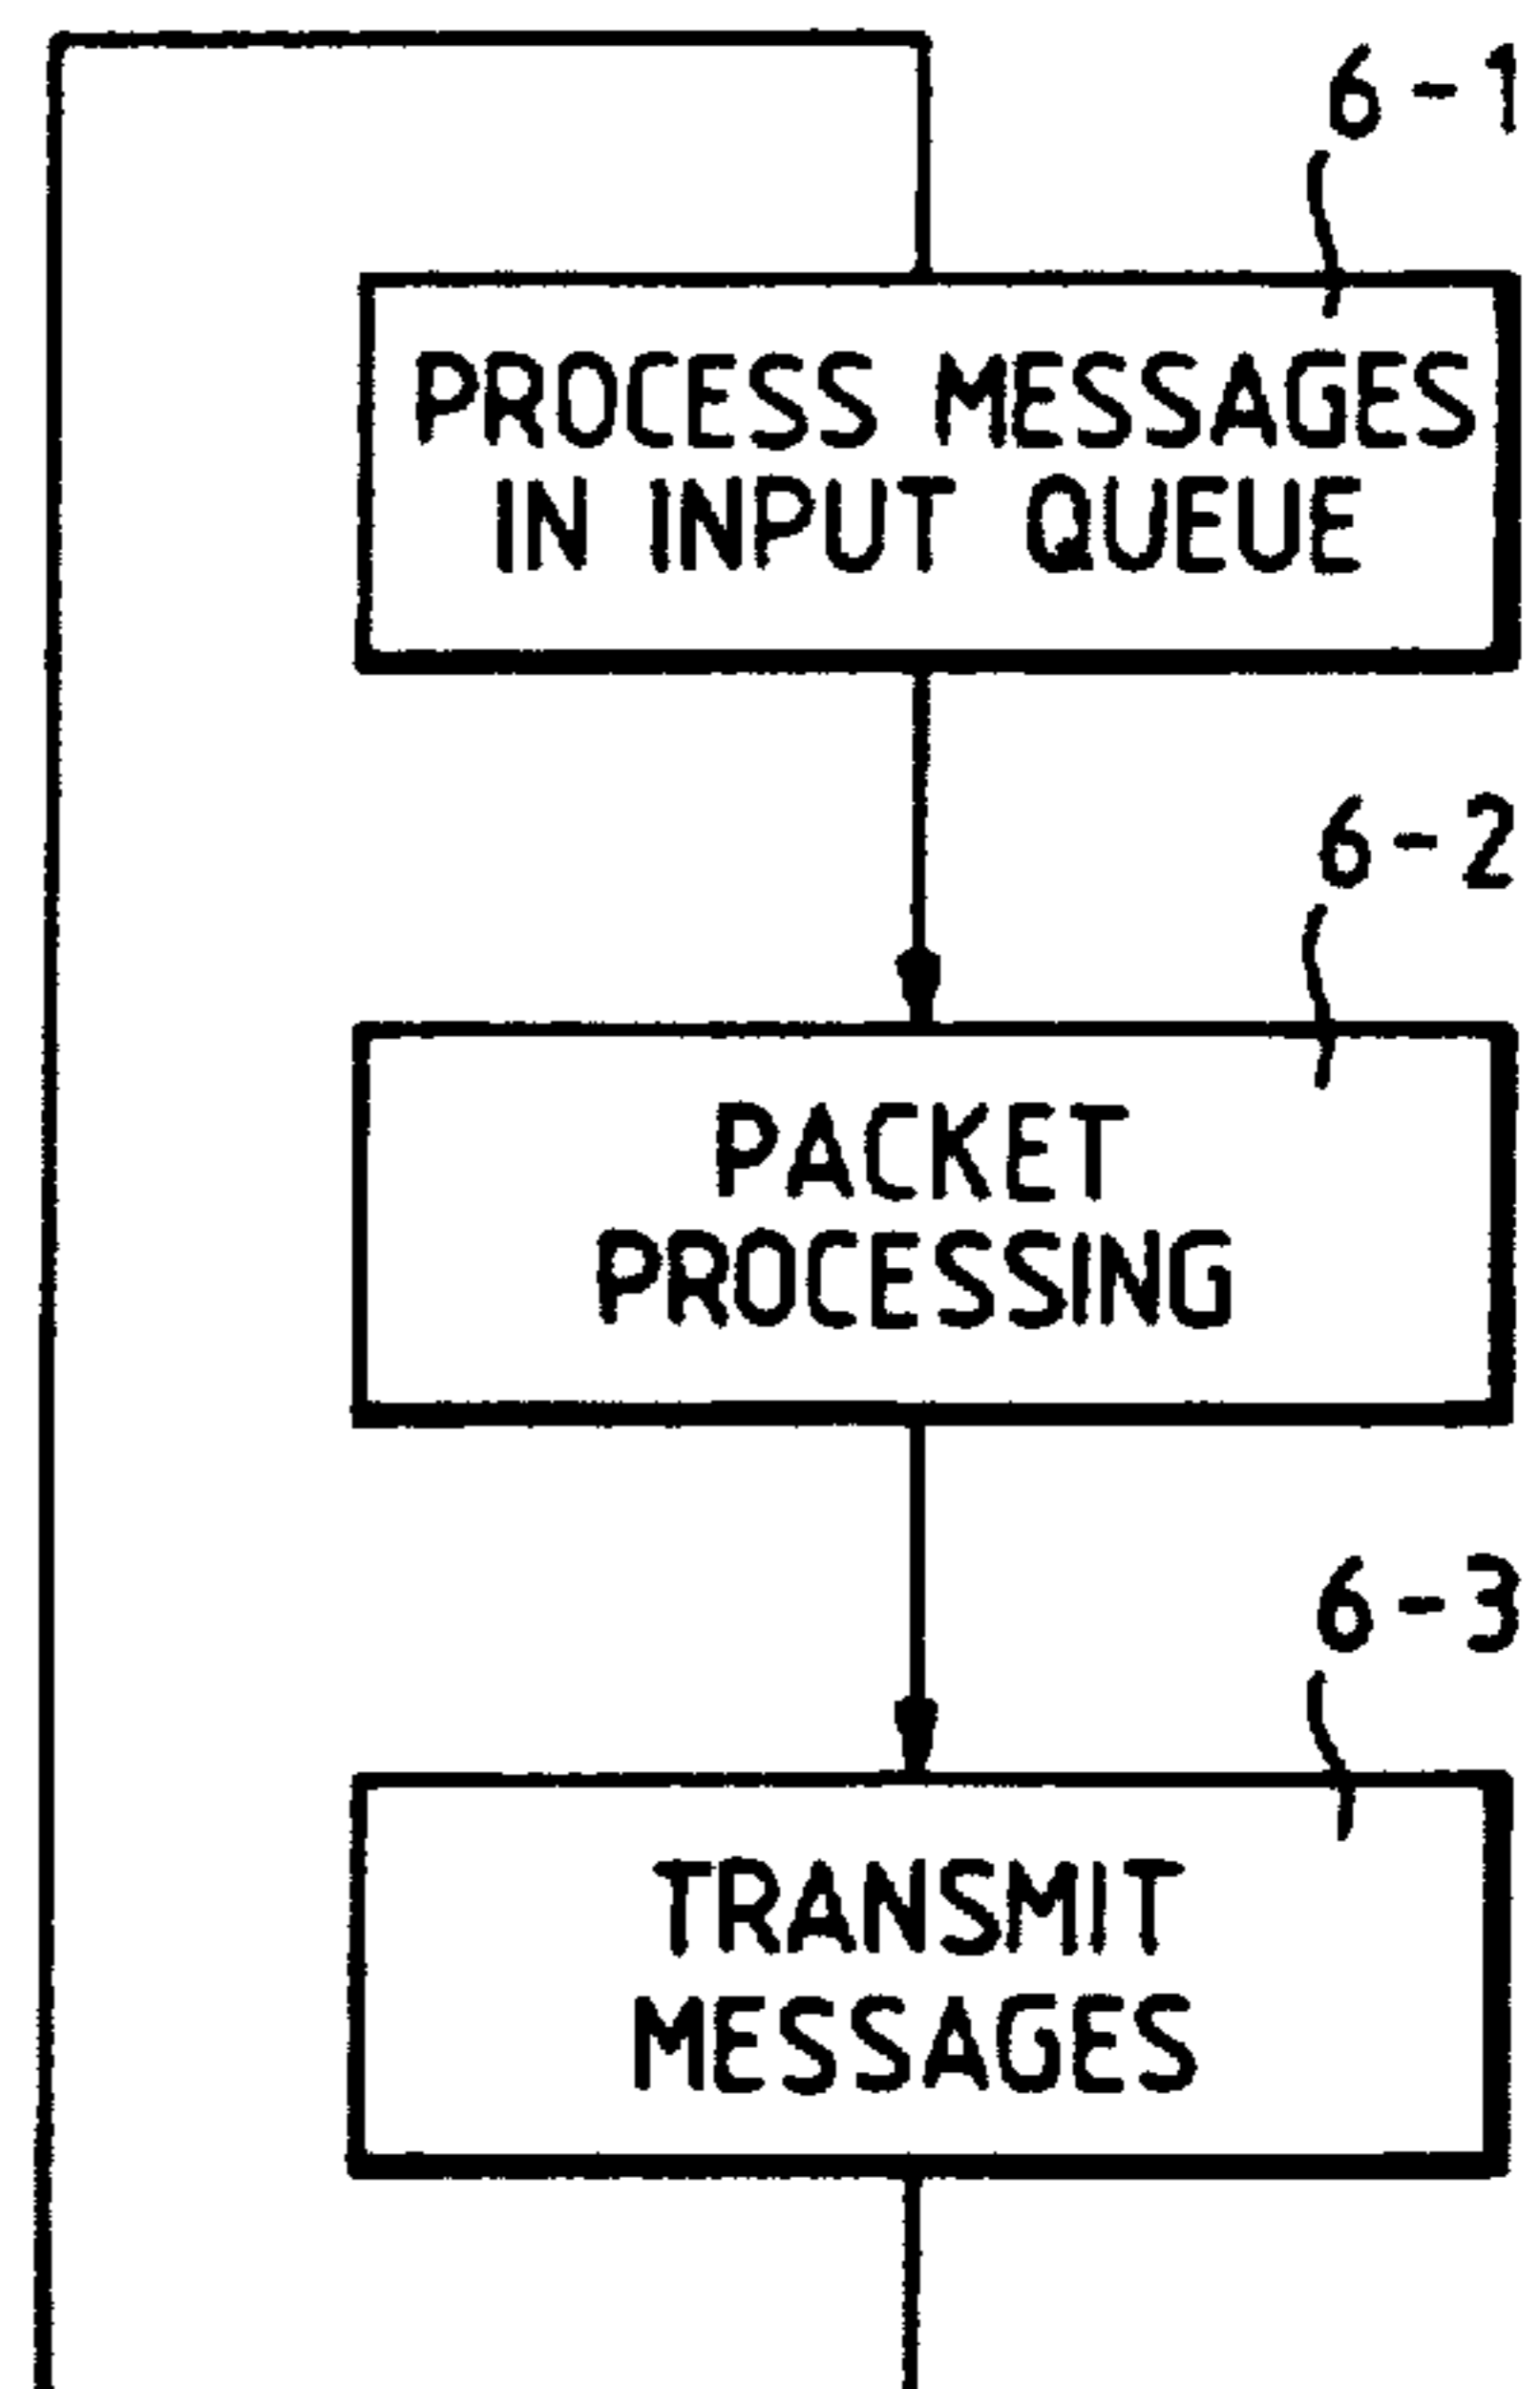 6-1
PROCESS MESSAGES
IN INPUT QUEUE
6-2
PACKET
PROCESSING
6-3
TRANSMIT
MESSAGES